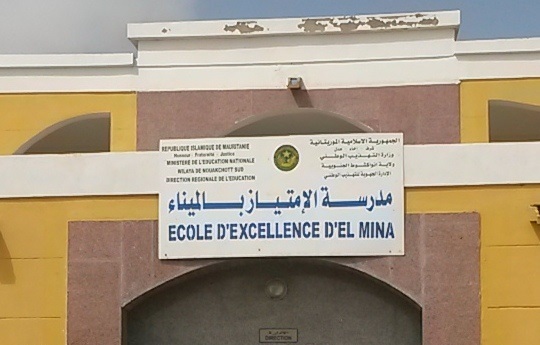 REPUBLIQUE ISLAMIQUE DE MAURITANIE
Honneur - Fraternité - Justice
MINISTERE DE L'EDUCATION NATIONALE
WILAYA DE NOUAKCHOTT SUD
DIRECTION REGIONALE DE L'EDUCATION
الجمهورية الاسلامية الموريتانية
شرف - إخاء - عدل
وزارة التهذيب الوطني
ولاية انواكشوط الجنوبية
الإدارة الجهوية للتهذيب الوطني
مدرسة الإمتياز بالميناء
ECOLE D'EXCELLENCE D'EL MINA
DIRECTION